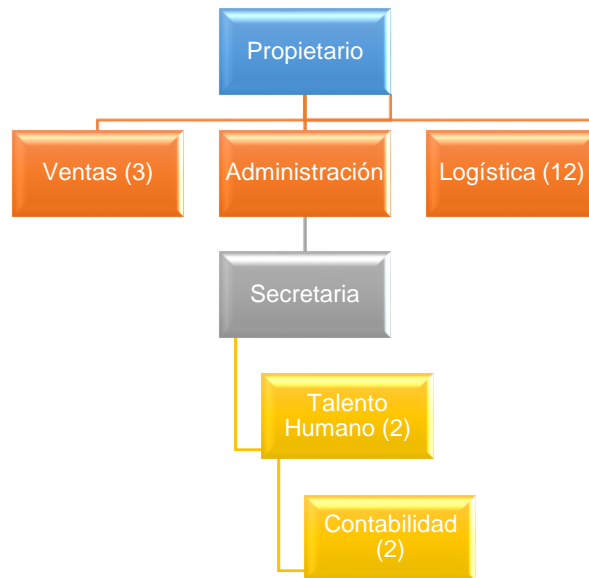 Propietario
Ventas (3)
Administración
Logística (12)
Secretaria
Talento
Humano (2)
Contabilidad
(2)